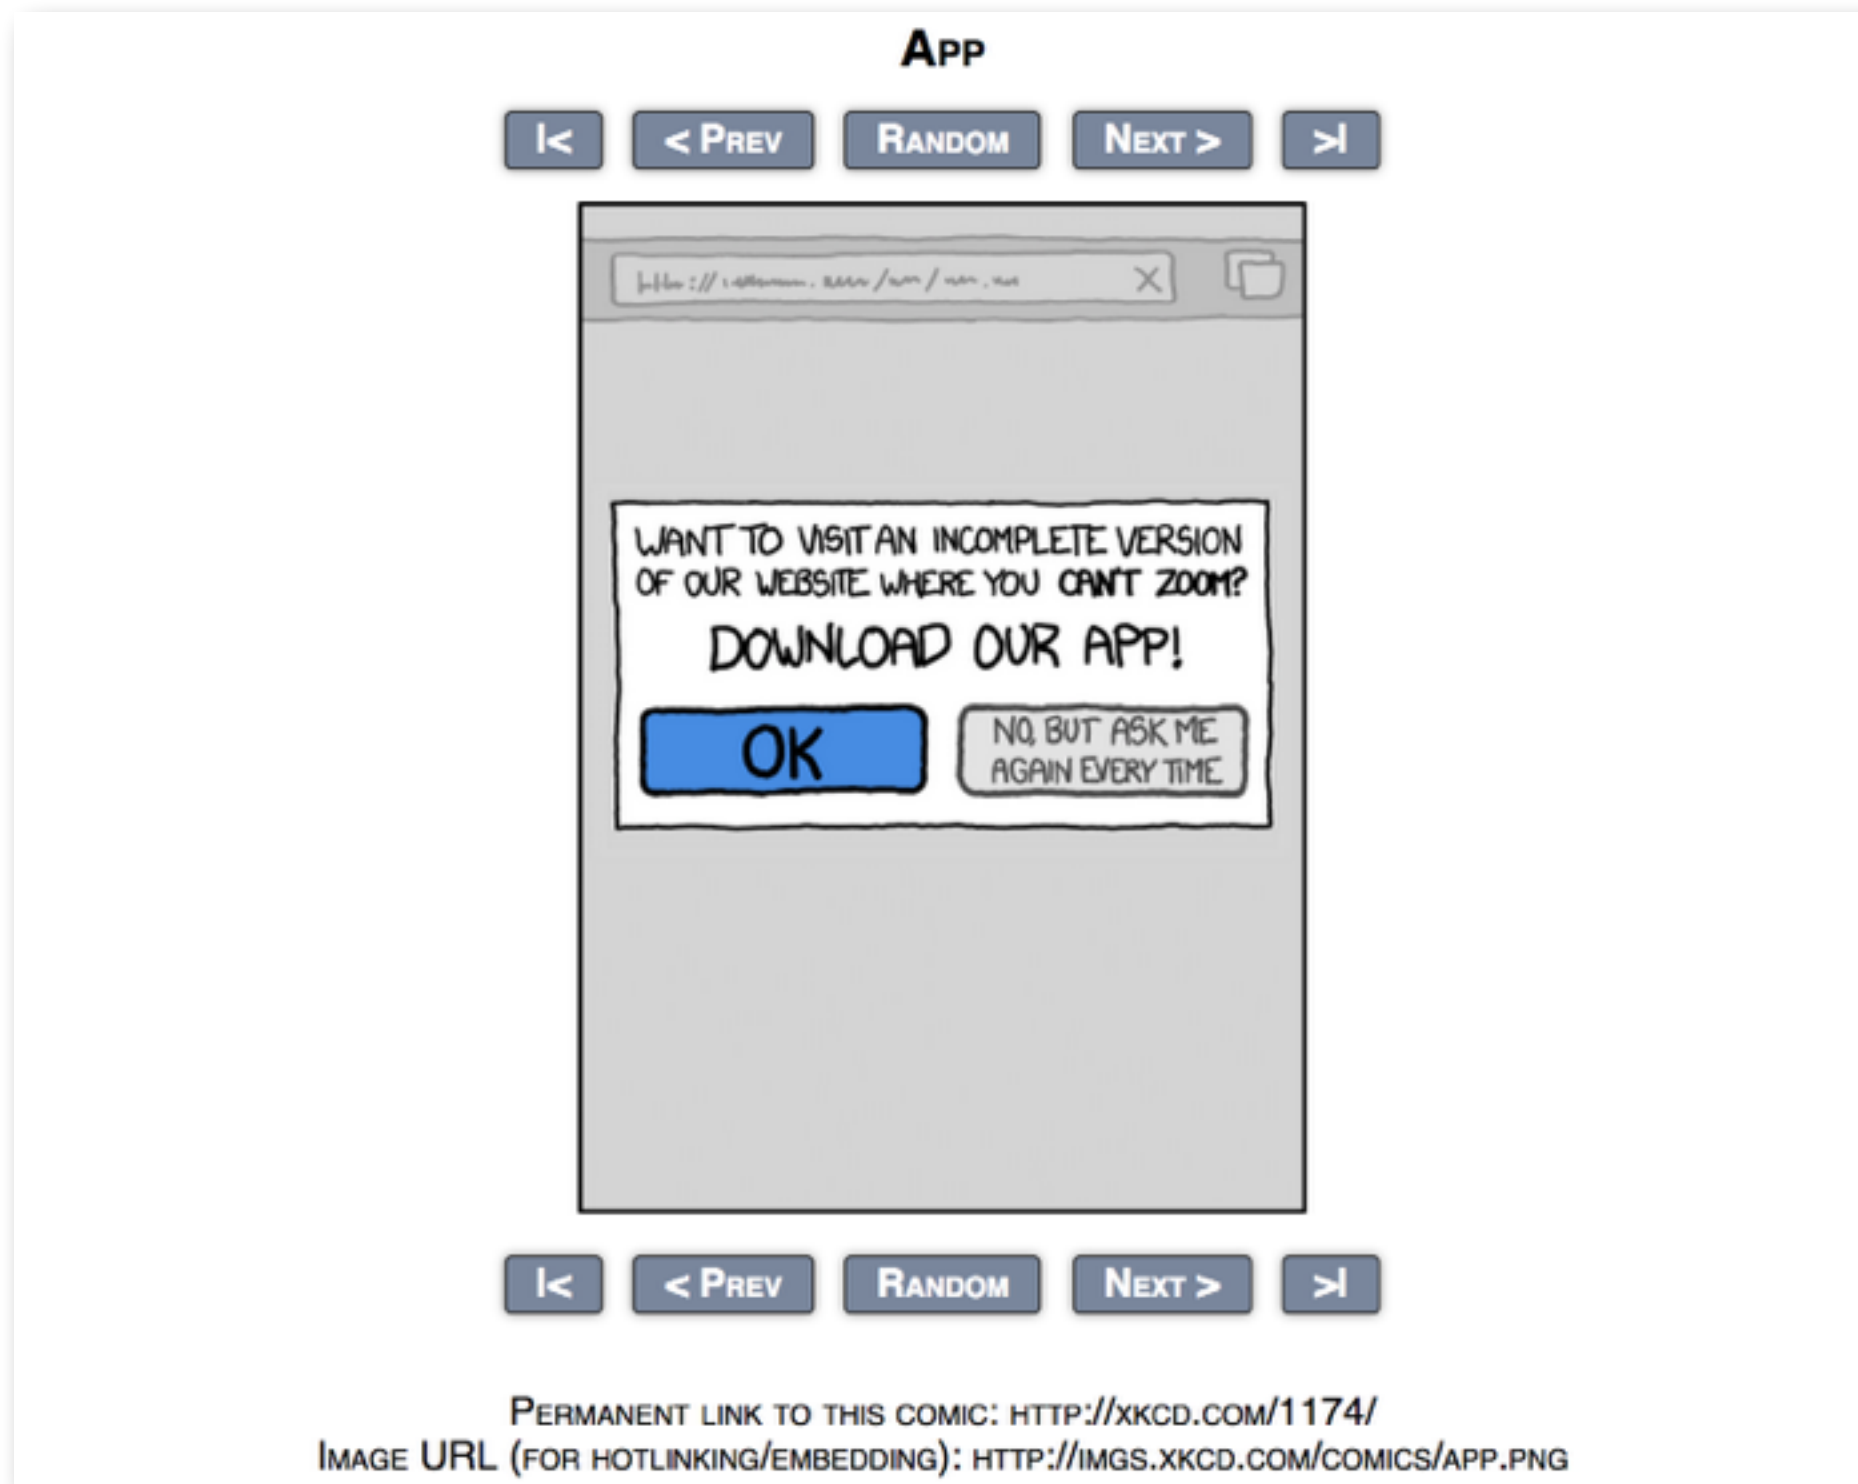 App
|< < Prev Random Next > >|
WANT TO VISIT AN INCOMPLETE VERSION
OF OUR WEBSITE WHERE YOU CAN'T ZOOM?
DOWNLOAD OUR APP!
OK
NO, BUT ASK ME
AGAIN EVERY TIME
|< < Prev Random Next > >|
Permanent link to this comic: http://xkcd.com/1174/
Image URL (for hotlinking/embedding): http://imgs.xkcd.com/comics/app.png